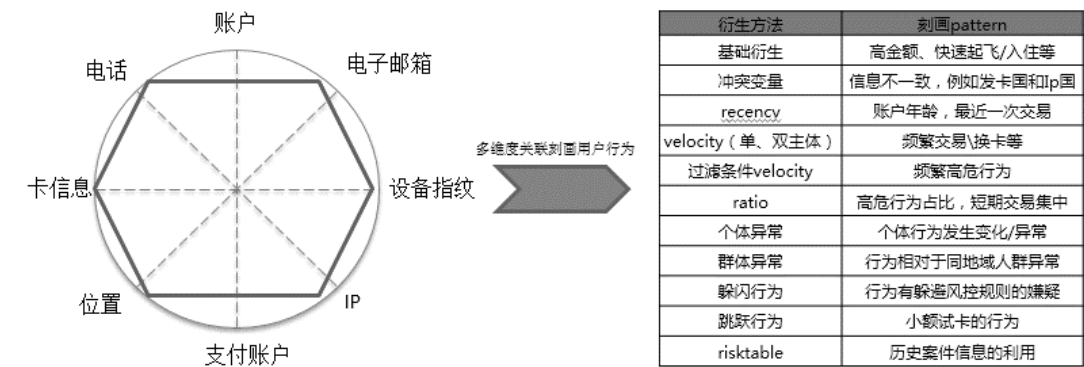 账户
电话
电子邮箱
卡信息
设备指纹
位置
IP
支付账户
多维度关联刻画用户行为
衍生方法 刻画pattern
基础衍生 高金额、快速起飞/入住等
冲突变量 信息不一致，例如发卡国和Ip国
recency 账户年龄，最近一次交易
velocity（单、双主体） 频繁交易\换卡等
过滤条件velocity 频繁高危行为
ratio 高危行为占比，短期交易集中
个体异常 个体行为发生变化/异常
群体异常 行为相对于同地域人群异常
躲闪行为 行为有躲避风控规则的嫌疑
跳跃行为 小额试卡的行为
risktable 历史案件信息的利用